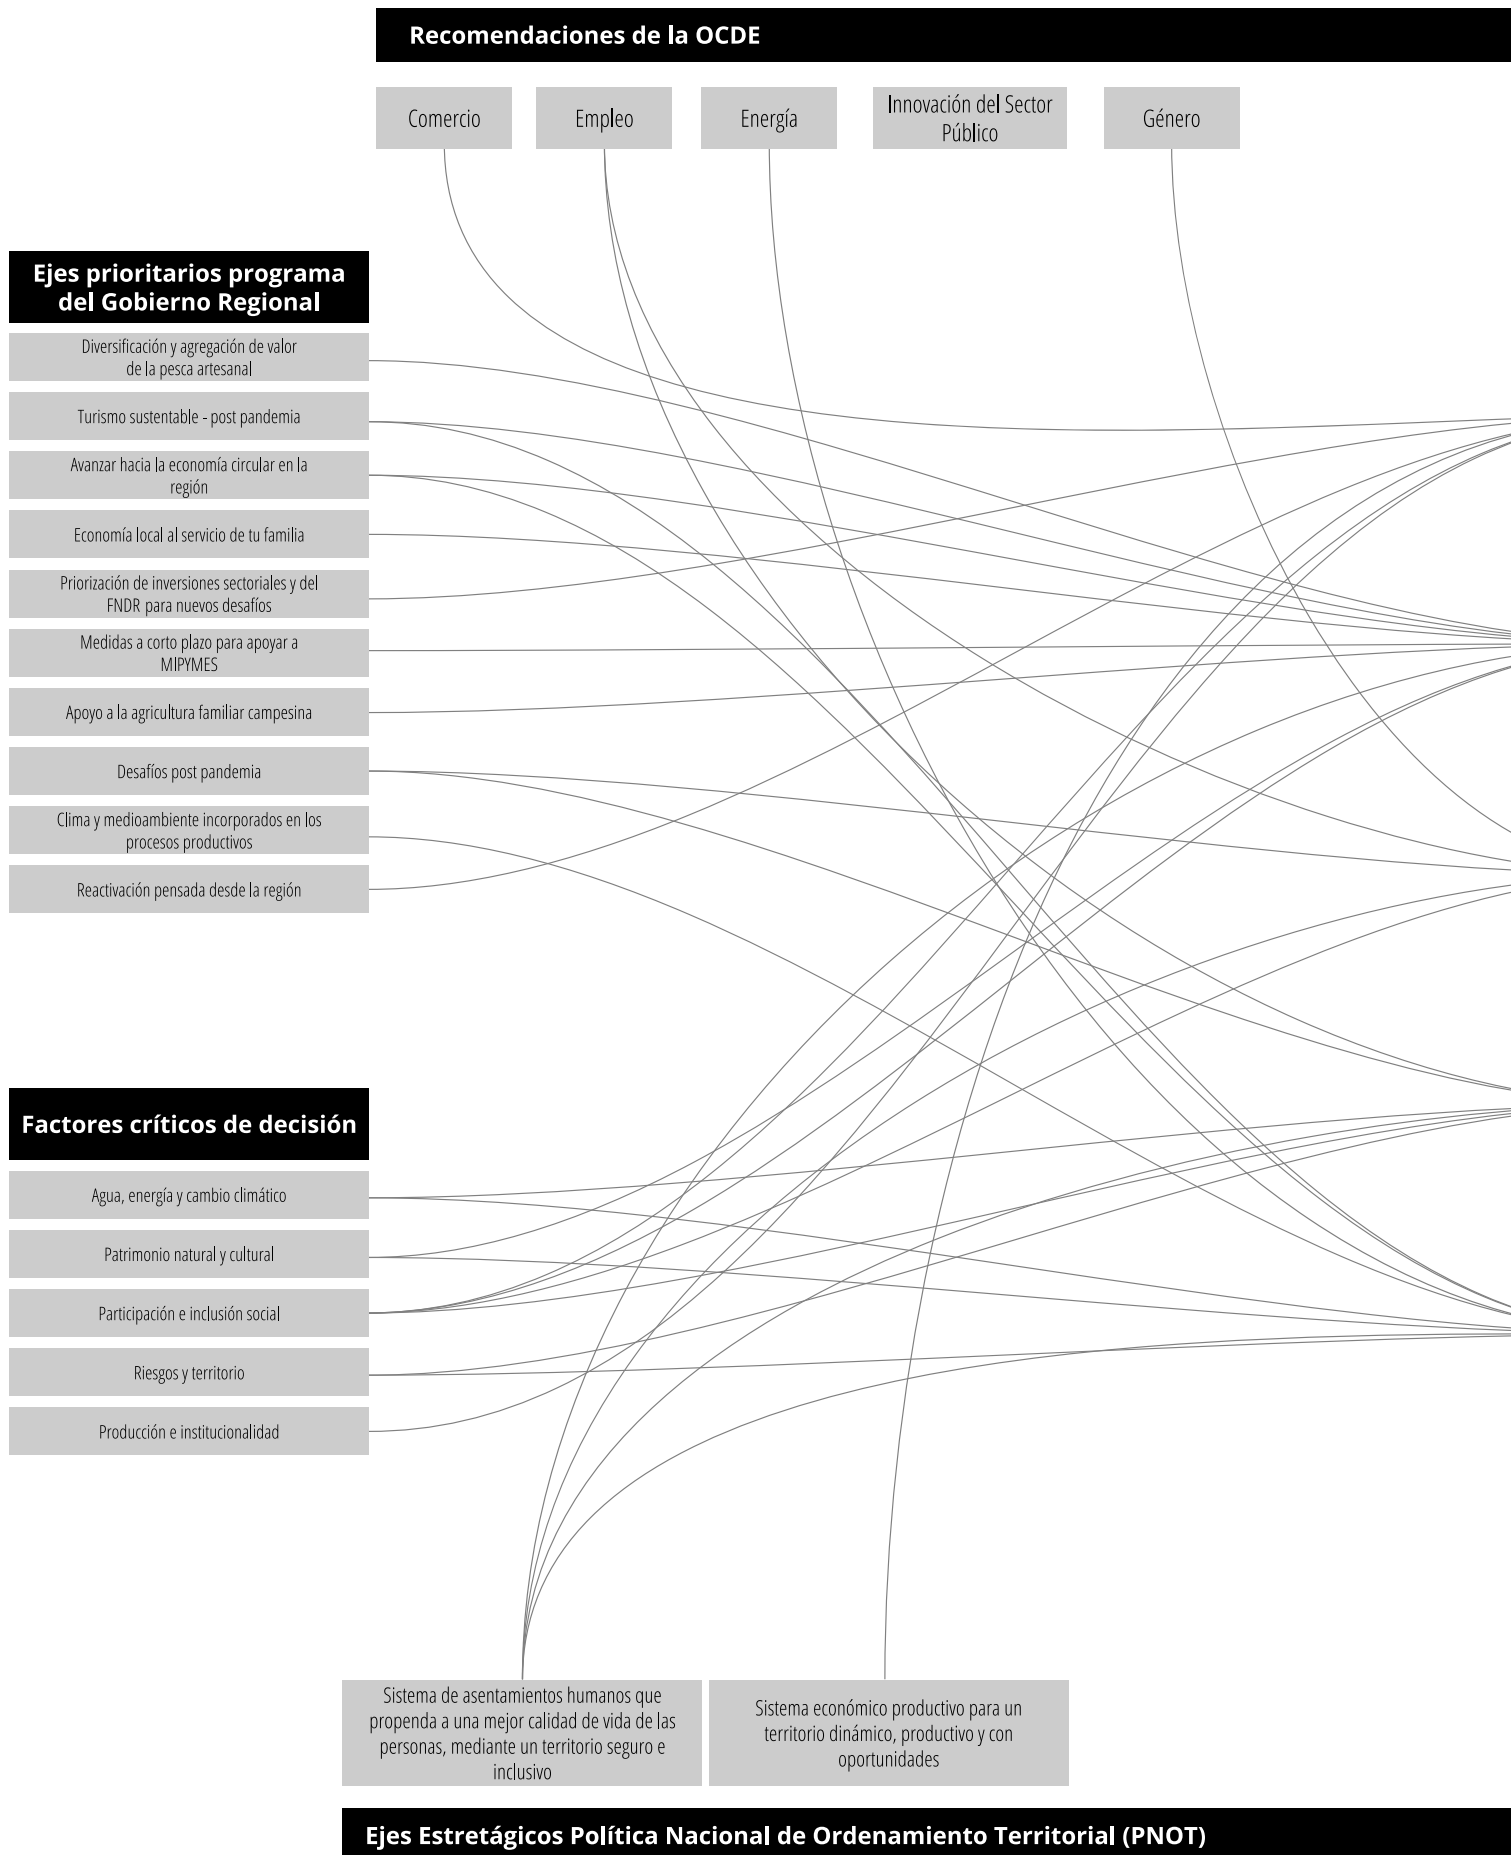 Recomendaciones de la OCDE
Comercio
Empleo
Energía
Innovación del Sector
Público
Género
Ejes prioritarios programa
del Gobierno Regional
Diversificación y agregación de valor
de la pesca artesanal
Turismo sustentable - post pandemia
Avanzar hacia la economía circular en la
región
Economía local al servicio de tu familia
Priorización de inversiones sectoriales y del
FNDR para nuevos desafíos
Medidas a corto plazo para apoyar a
MIPYMES
Apoyo a la agricultura familiar campesina
Desafíos post pandemia
Clima y medioambiente incorporados en los
procesos productivos
Reactivación pensada desde la región
Factores críticos de decisión
Agua, energía y cambio climático
Patrimonio natural y cultural
Participación e inclusión social
Riesgos y territorio
Producción e institucionalidad
Sistema de asentamientos humanos que
propenda a una mejor calidad de vida de las
personas, mediante un territorio seguro e
inclusivo
Sistema económico productivo para un
territorio dinámico, productivo y con
oportunidades
Ejes Estretágicos Política Nacional de Ordenamiento Territorial (PNOT)